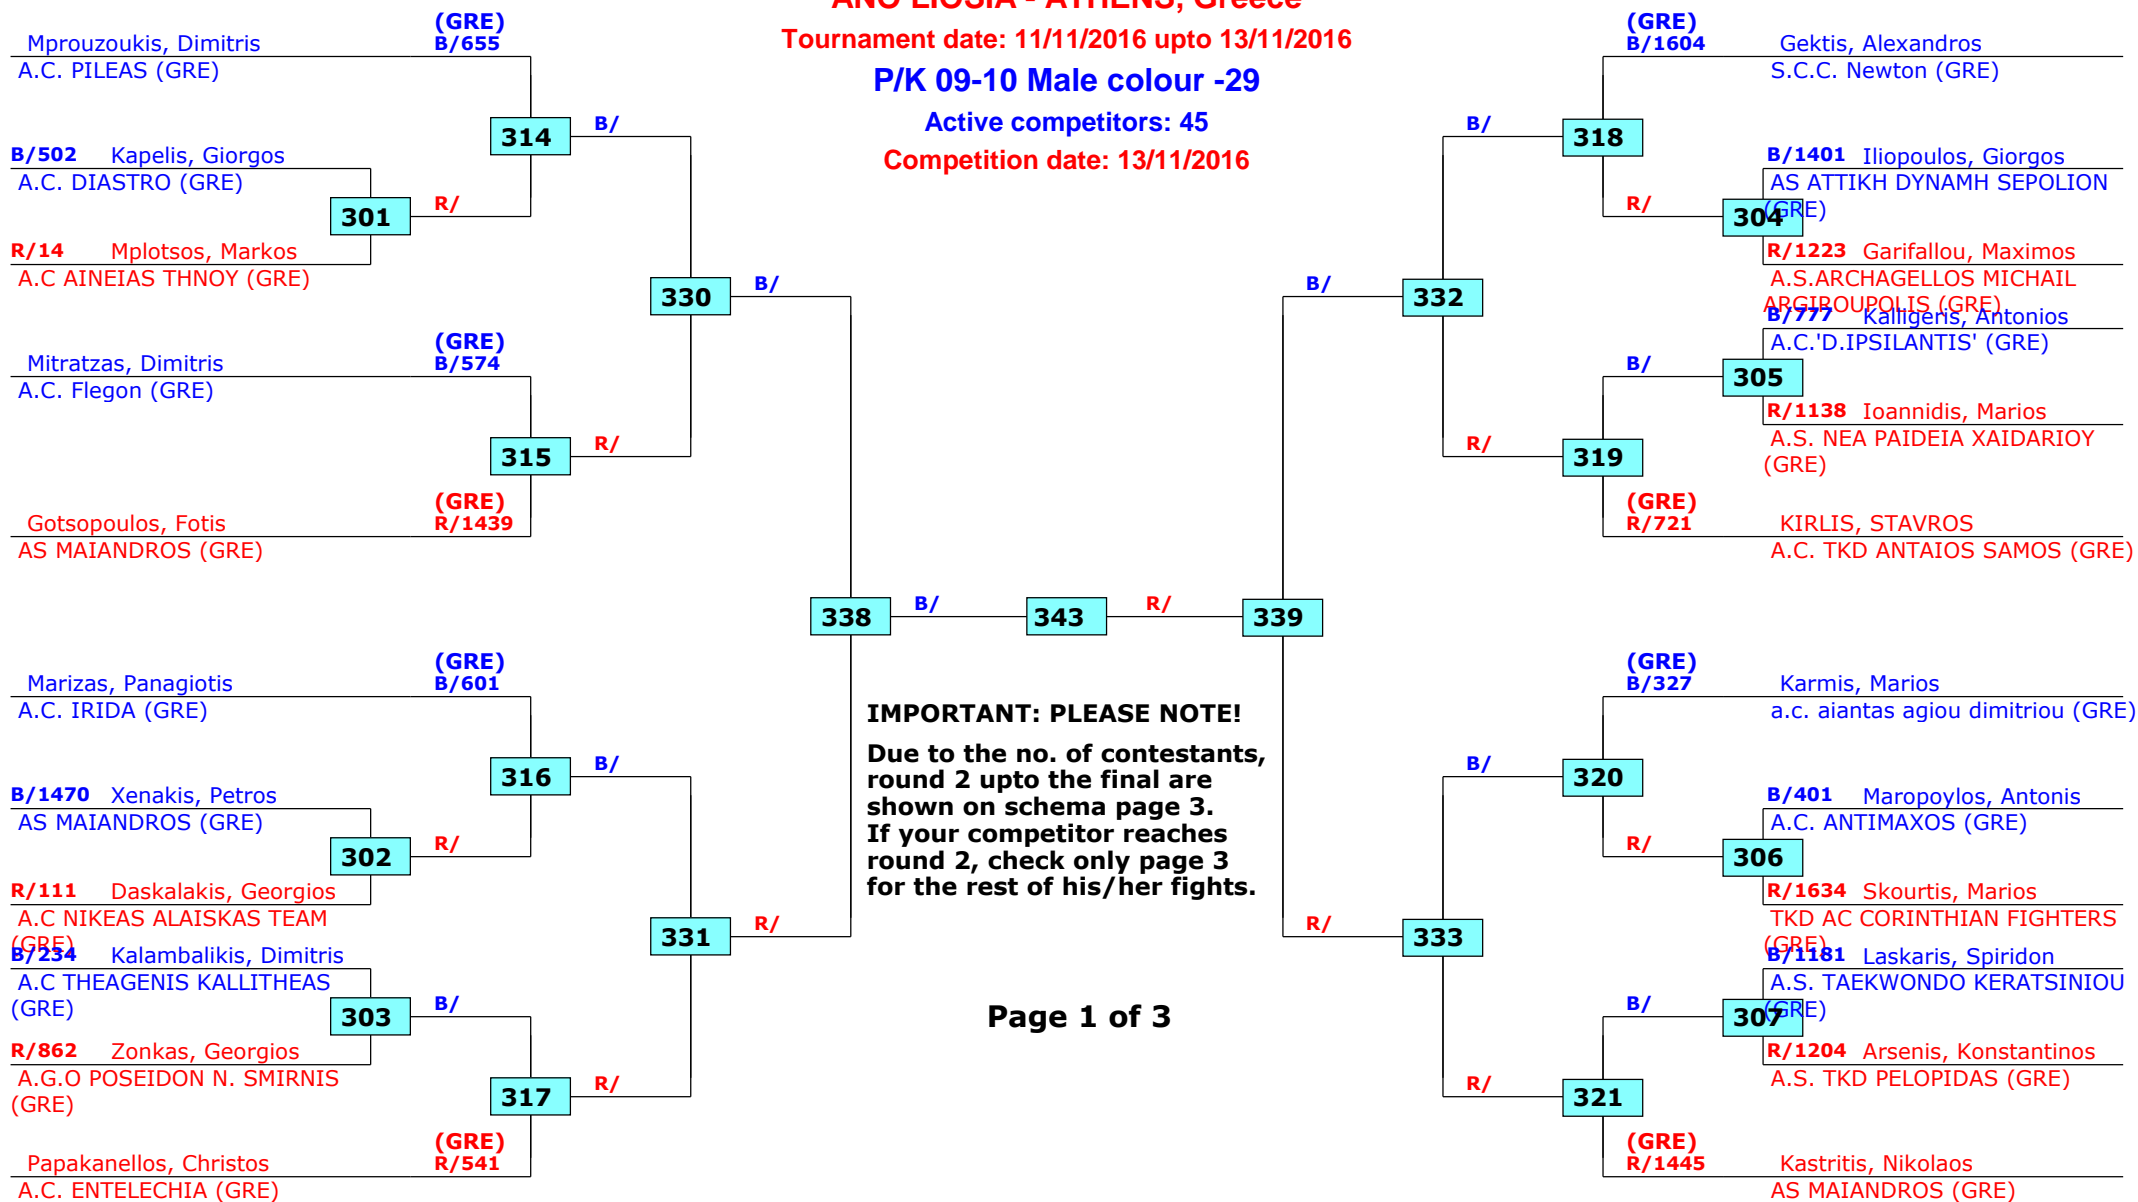 ANO LIOSIA - ATHENS, Greece
Tournament date: 11/11/2016 upto 13/11/2016
P/K 09-10 Male colour -29
Active competitors: 45
Competition date: 13/11/2016
Mprouzoukis, Dimitris
(GRE)
B/655
A.C. PILEAS (GRE)
314
B/
B/502 Kapelis, Giorgos
A.C. DIASTRO (GRE)
301
R/
R/14 Mplotsos, Markos
A.C AINEIAS THNOY (GRE)
330
B/
Mitratzas, Dimitris
(GRE)
B/574
A.C. Flegon (GRE)
315
R/
Gotsopoulos, Fotis
(GRE)
R/1439
AS MAIANDROS (GRE)
338
B/
343
R/
339
Marizas, Panagiotis
(GRE)
B/601
A.C. IRIDA (GRE)
316
B/
B/1470 Xenakis, Petros
AS MAIANDROS (GRE)
302
R/
R/111 Daskalakis, Georgios
A.C NIKEAS ALAISKAS TEAM
(GRE)
331
R/
B/234 Kalambalikis, Dimitris
A.C THEAGENIS KALLITHEAS
(GRE)
303
B/
R/862 Zonkas, Georgios
A.G.O POSEIDON N. SMIRNIS
(GRE)
317
R/
Papakanellos, Christos
(GRE)
R/541
A.C. ENTELECHIA (GRE)
IMPORTANT: PLEASE NOTE!
Due to the no. of contestants,
round 2 upto the final are
shown on schema page 3.
If your competitor reaches
round 2, check only page 3
for the rest of his/her fights.
Page 1 of 3
(GRE)
B/1604
Gektis, Alexandros
S.C.C. Newton (GRE)
B/
318
B/1401 Iliopoulos, Giorgos
AS ATTIKH DYNAMH SEPOLION
(GRE)
R/
304
R/1223 Garifallou, Maximos
A.S.ARCHAGELLOS MICHAIL
ARGIROUPOLIS (GRE)
B/
332
B/777 Kalligeris, Antonios
A.C.'D.IPSILANTIS' (GRE)
B/
305
R/1138 Ioannidis, Marios
A.S. NEA PAIDEIA XAIDARIOY
(GRE)
R/
319
(GRE)
R/721
KIRLIS, STAVROS
A.C. TKD ANTAIOS SAMOS (GRE)
(GRE)
B/327
Karmis, Marios
a.c. aiantas agiou dimitriou (GRE)
B/
320
B/401 Maropoylos, Antonis
A.C. ANTIMAXOS (GRE)
R/
306
R/1634 Skourtis, Marios
TKD AC CORINTHIAN FIGHTERS
(GRE)
R/
333
B/1181 Laskaris, Spiridon
A.S. TAEKWONDO KERATSINIOU
(GRE)
B/
307
R/1204 Arsenis, Konstantinos
A.S. TKD PELOPIDAS (GRE)
R/
321
(GRE)
R/1445
Kastritis, Nikolaos
AS MAIANDROS (GRE)